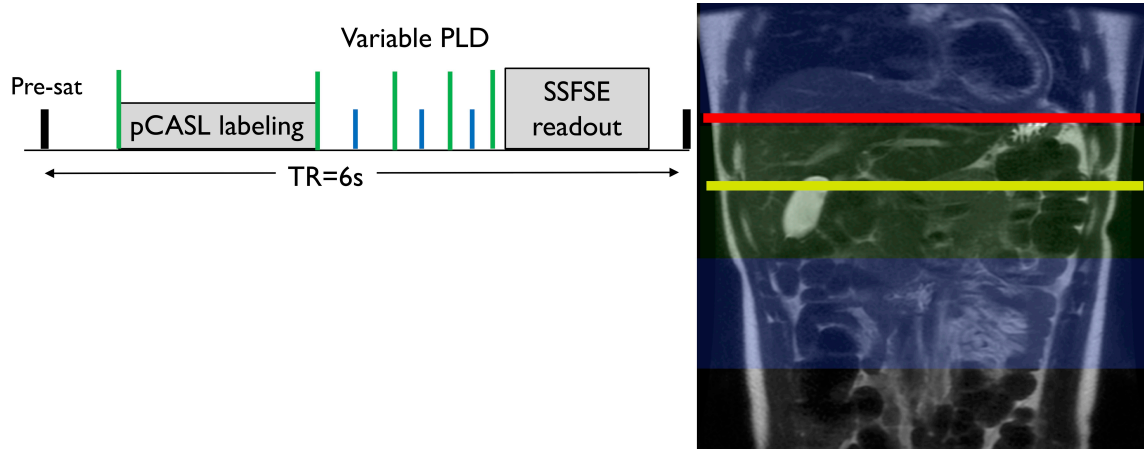 Variable PLD
Pre-sat
pCASL labeling
SSFSE
readout
TR=6s